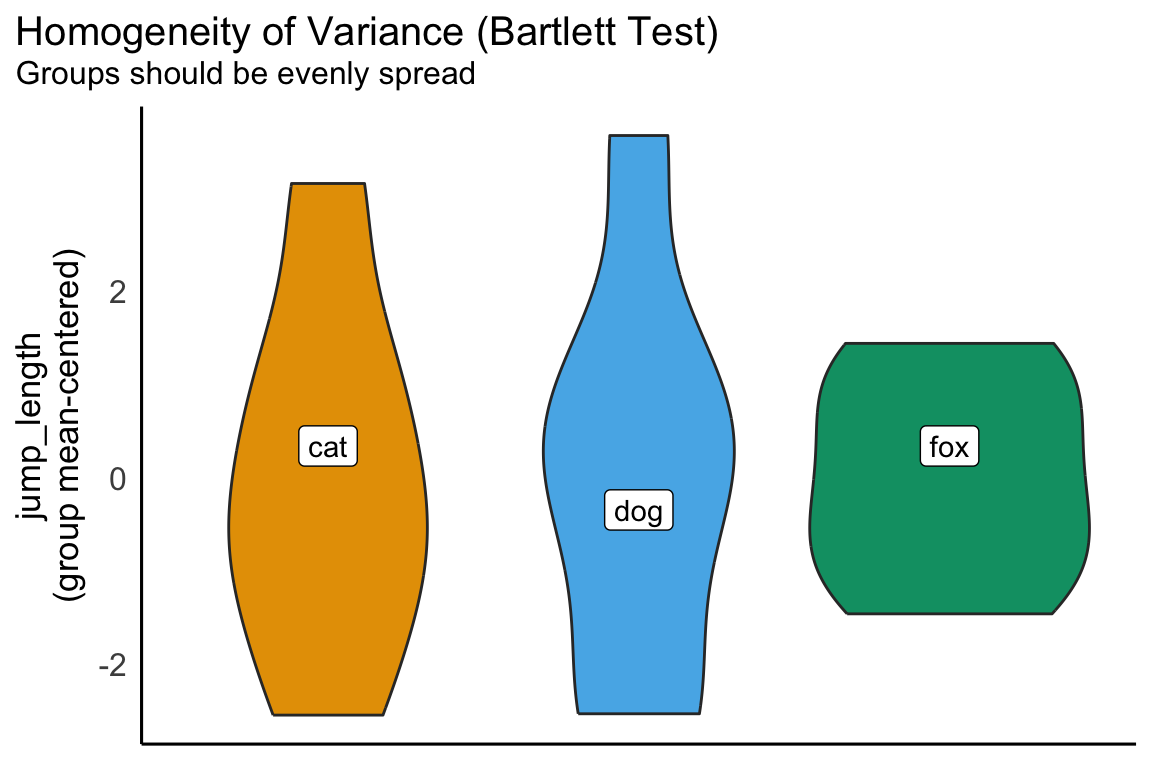 Homogeneity of Variance (Bartlett Test)
Groups should be evenly spread
jump_length
(group mean-centered)
2
0
-2
cat
dog
fox